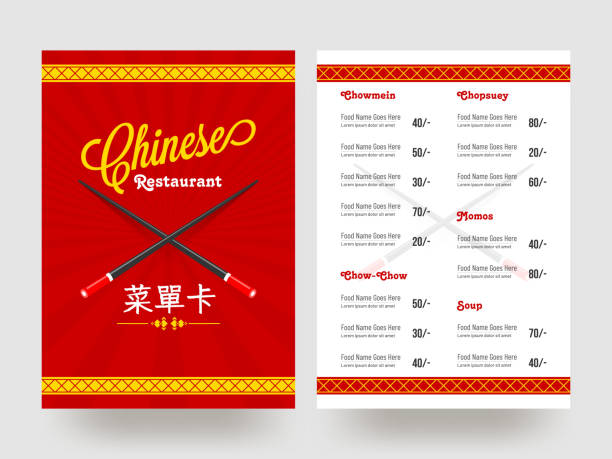 Chinese
Restaurant
菜單卡
Chowmein
Food Name Goes Here 40/-
Lorem ipsum dolor sit amet
Food Name Goes Here 50/-
Lorem ipsum dolor sit amet
Food Name Goes Here 30/-
Lorem ipsum dolor sit amet
Food Name Goes Here 70/-
Lorem ipsum dolor sit amet
Food Name Goes Here 20/-
Lorem ipsum dolor sit amet
Chow-Chow
Food Name Goes Here 50/-
Lorem ipsum dolor sit amet
Food Name Goes Here 30/-
Lorem ipsum dolor sit amet
Food Name Goes Here 40/-
Lorem ipsum dolor sit amet
Chopsuey
Food Name Goes Here 80/-
Lorem ipsum dolor sit amet
Food Name Goes Here 20/-
Lorem ipsum dolor sit amet
Food Name Goes Here 60/-
Lorem ipsum dolor sit amet
Momos
Food Name Goes Here 40/-
Lorem ipsum dolor sit amet
Food Name Goes Here 80/-
Lorem ipsum dolor sit amet
Soup
Food Name Goes Here 70/-
Lorem ipsum dolor sit amet
Food Name Goes Here 40/-
Lorem ipsum dolor sit amet